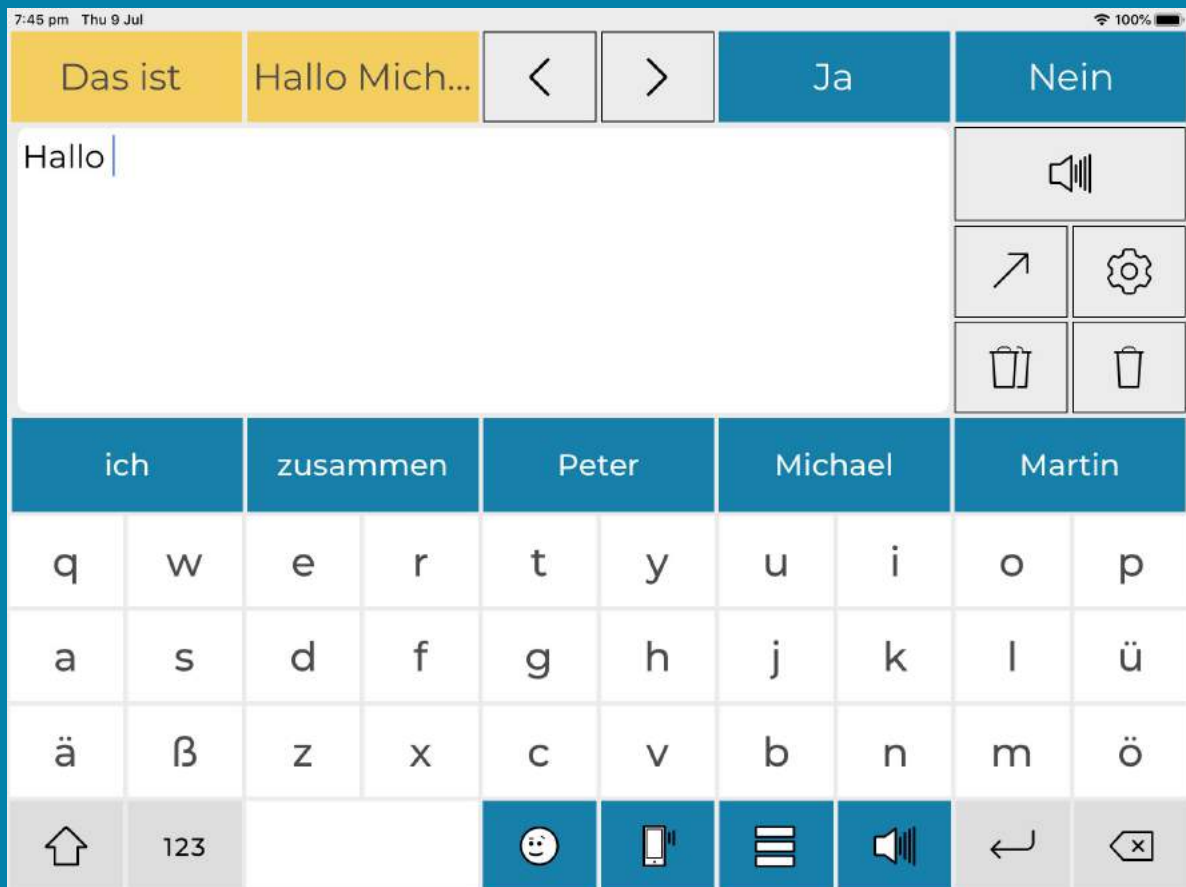 7:45 pm Thu 9 Jul 100%
Das ist Hallo Mich... Ja Nein
Hallo
ich zusammen Peter Michael Martin
q w e r t y u i o p
a s d f g h j k l ü
ä ß z x c v b n m ö
123